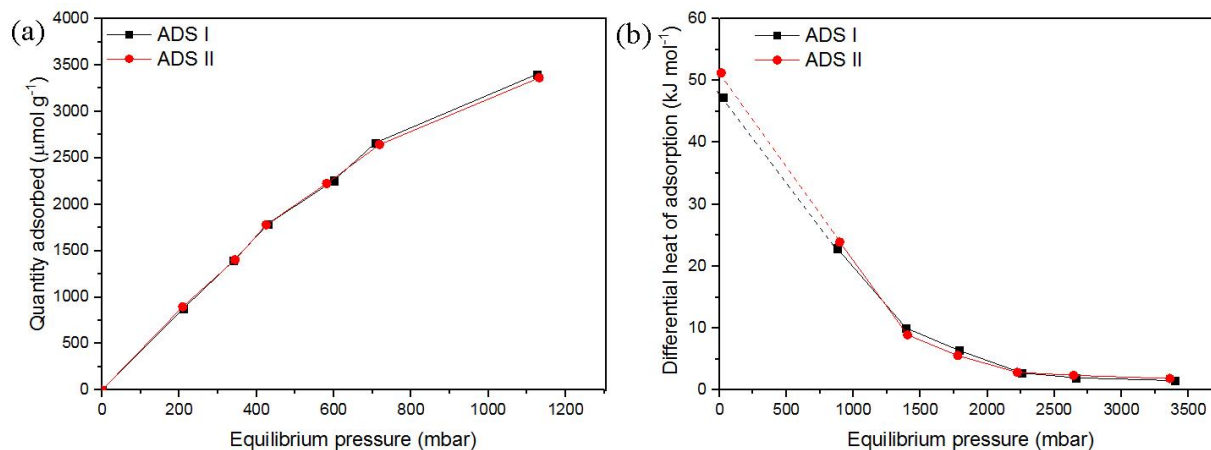 (a)
ADS I
ADS II
Quantity adsorbed (μmol g⁻¹)
4000
3500
3000
2500
2000
1500
1000
500
0
0 200 400 600 800 1000 1200
Equilibrium pressure (mbar)
(b)
ADS I
ADS II
Differential heat of adsorption (kJ mol⁻¹)
60
50
40
30
20
10
0
0 500 1000 1500 2000 2500 3000 3500
Equilibrium pressure (mbar)